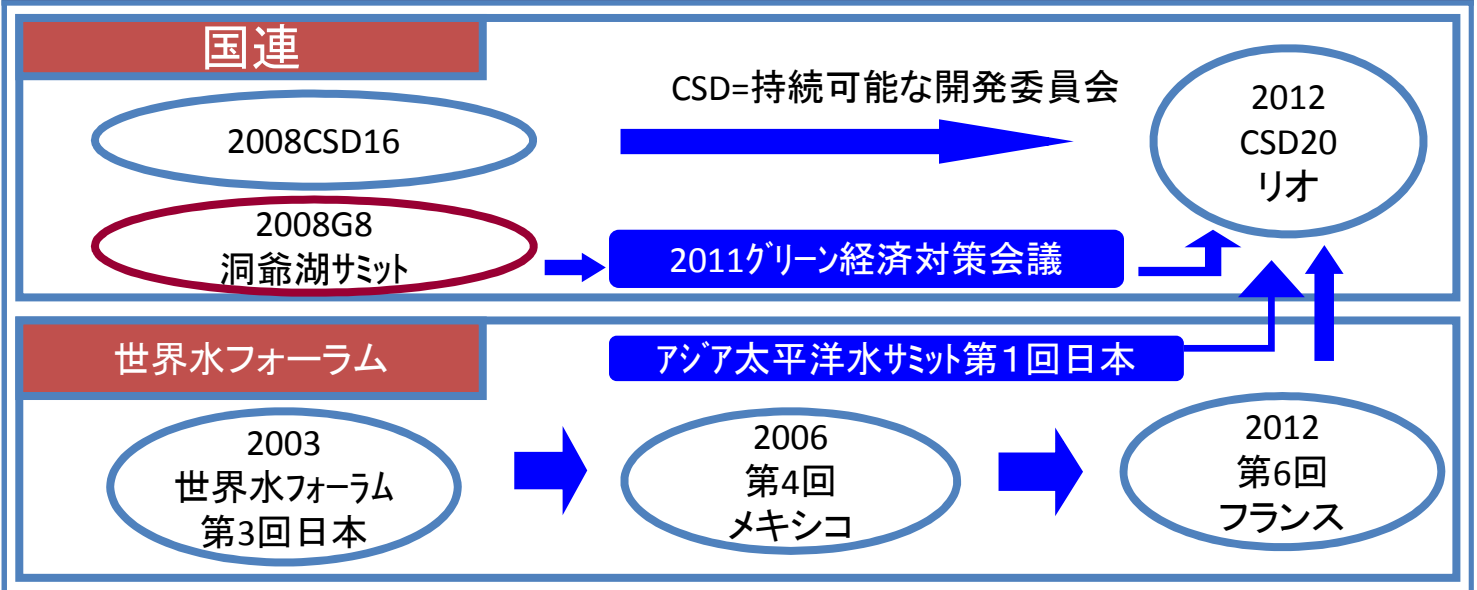 国連
CSD=持続可能な開発委員会
2008CSD16
2012
CSD20
リオ
2008G8
洞爺湖サミット
2011グリーン経済対策会議
世界水フォーラム
アジア太平洋水サミット第１回日本
2003
世界水フォーラム
第3回日本
2006
第4回
メキシコ
2012
第6回
フランス